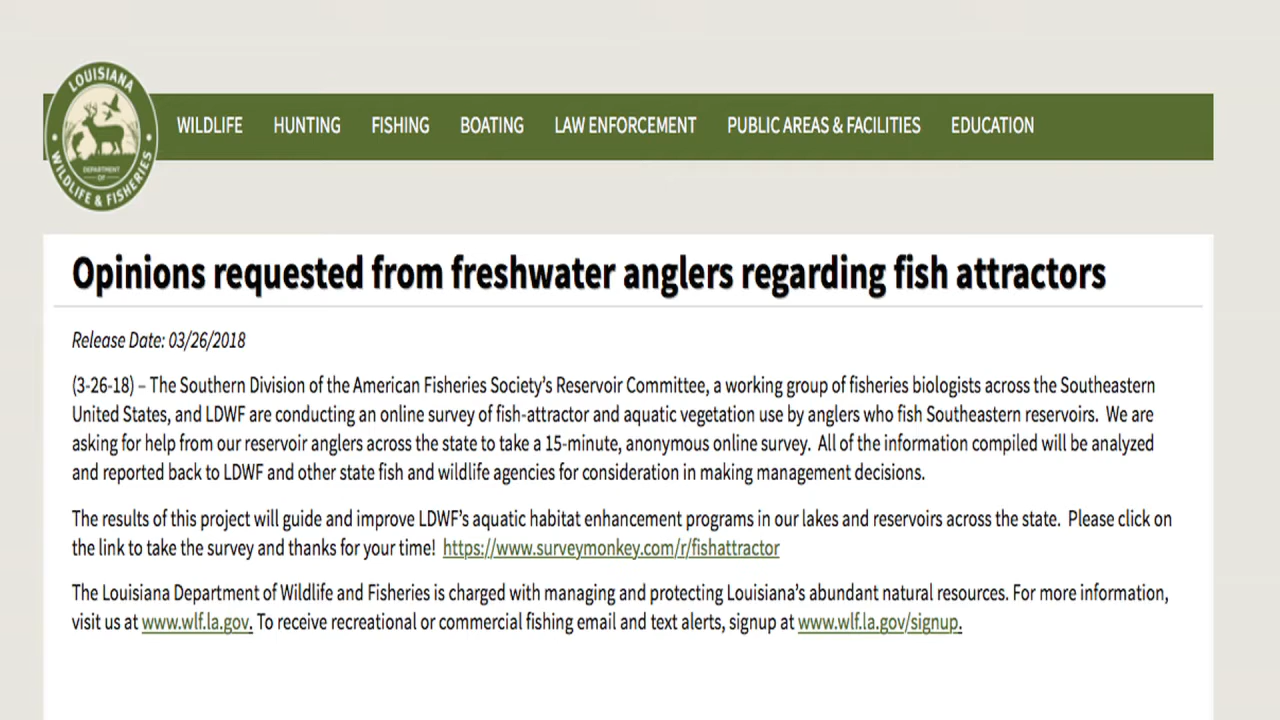 LOUISIANA
DEPARTMENT
OF
WILDLIFE & FISHERIES
WILDLIFE HUNTING FISHING BOATING LAW ENFORCEMENT PUBLIC AREAS & FACILITIES EDUCATION
Opinions requested from freshwater anglers regarding fish attractors
Release Date: 03/26/2018
(3-26-18) – The Southern Division of the American Fisheries Society’s Reservoir Committee, a working group of fisheries biologists across the Southeastern
United States, and LDWF are conducting an online survey of fish-attractor and aquatic vegetation use by anglers who fish Southeastern reservoirs.  We are
asking for help from our reservoir anglers across the state to take a 15-minute, anonymous online survey.  All of the information compiled will be analyzed
and reported back to LDWF and other state fish and wildlife agencies for consideration in making management decisions.
The results of this project will guide and improve LDWF’s aquatic habitat enhancement programs in our lakes and reservoirs across the state.  Please click on
the link to take the survey and thanks for your time!  https://www.surveymonkey.com/r/fishattractor
The Louisiana Department of Wildlife and Fisheries is charged with managing and protecting Louisiana’s abundant natural resources. For more information,
visit us at www.wlf.la.gov. To receive recreational or commercial fishing email and text alerts, signup at www.wlf.la.gov/signup.